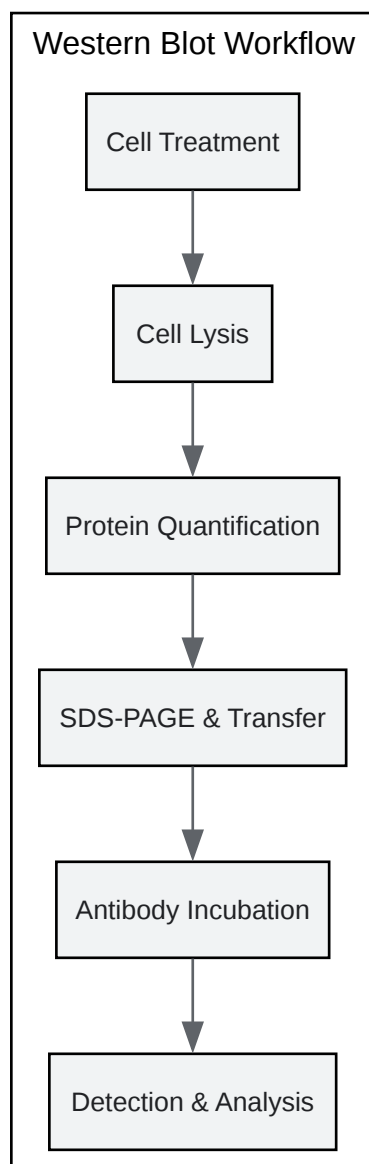 Western Blot Workflow
Cell Treatment
Cell Lysis
Protein Quantification
SDS-PAGE & Transfer
Antibody Incubation
Detection & Analysis